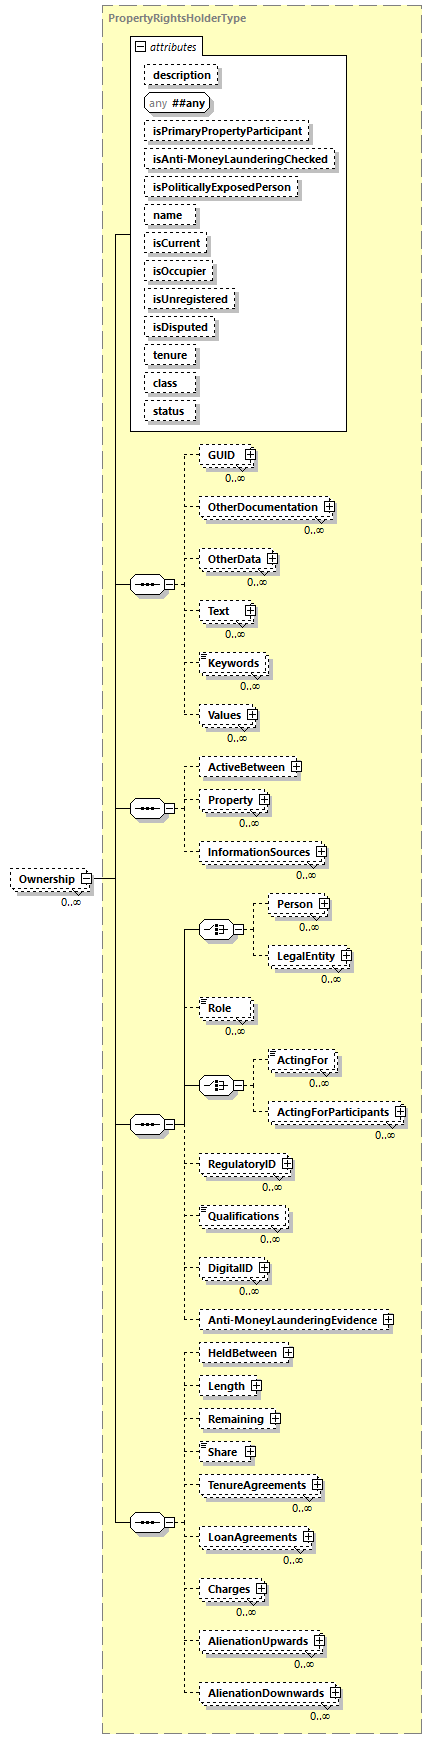 PropertyRightsHolderType
attributes
description
any ##any
isPrimaryPropertyParticipant
isAnti-MoneyLaunderingChecked
isPoliticallyExposedPerson
name
isCurrent
isOccupier
isUnregistered
isDisputed
tenure
class
status
GUID
0..∞
OtherDocumentation
0..∞
OtherData
0..∞
Text
0..∞
Keywords
0..∞
Values
0..∞
ActiveBetween
Property
0..∞
InformationSources
0..∞
Ownership
0..∞
Person
0..∞
LegalEntity
0..∞
Role
0..∞
ActingFor
0..∞
ActingForParticipants
0..∞
RegulatoryID
0..∞
Qualifications
0..∞
DigitalID
0..∞
Anti-MoneyLaunderingEvidence
HeldBetween
Length
Remaining
Share
TenureAgreements
0..∞
LoanAgreements
0..∞
Charges
0..∞
AlienationUpwards
0..∞
AlienationDownwards
0..∞